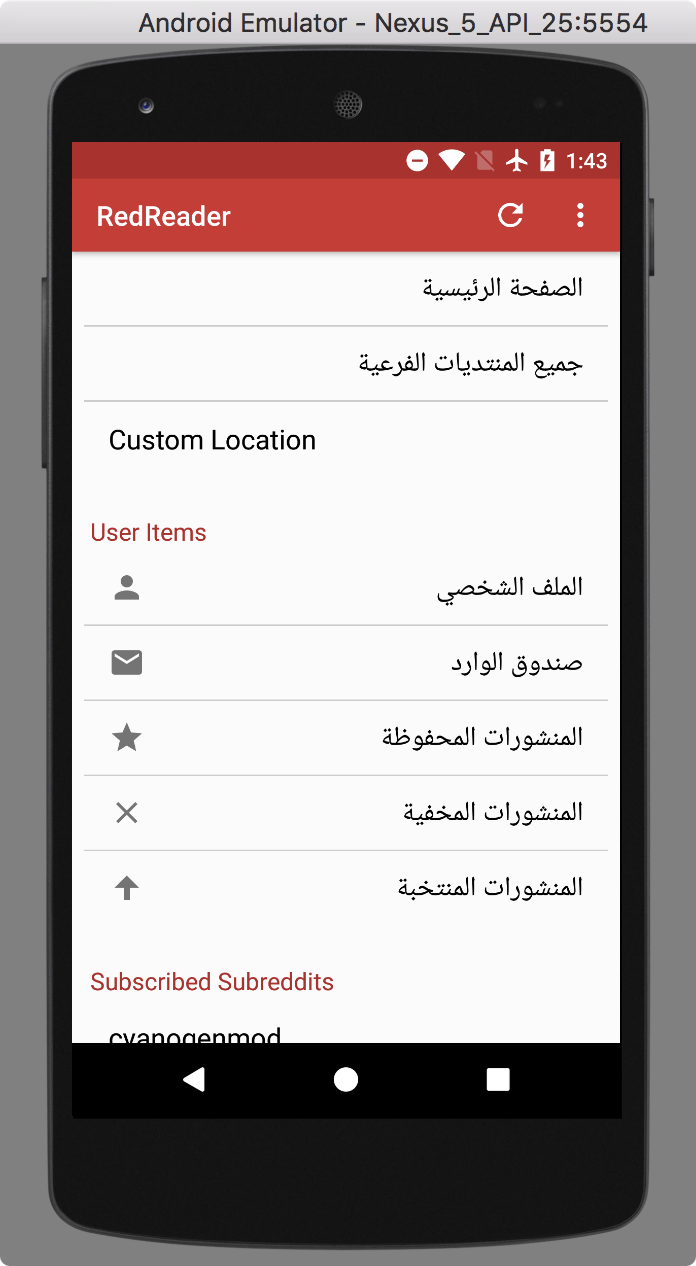 Android Emulator - Nexus_5_API_25:5554
1:43
RedReader
الصفحة الرئيسية
جميع المنتديات الفرعية
Custom Location
User Items
الملف الشخصي
صندوق الوارد
المنشورات المحفوظة
المنشورات المخفية
المنشورات المنتخبة
Subscribed Subreddits
cyanogenmod